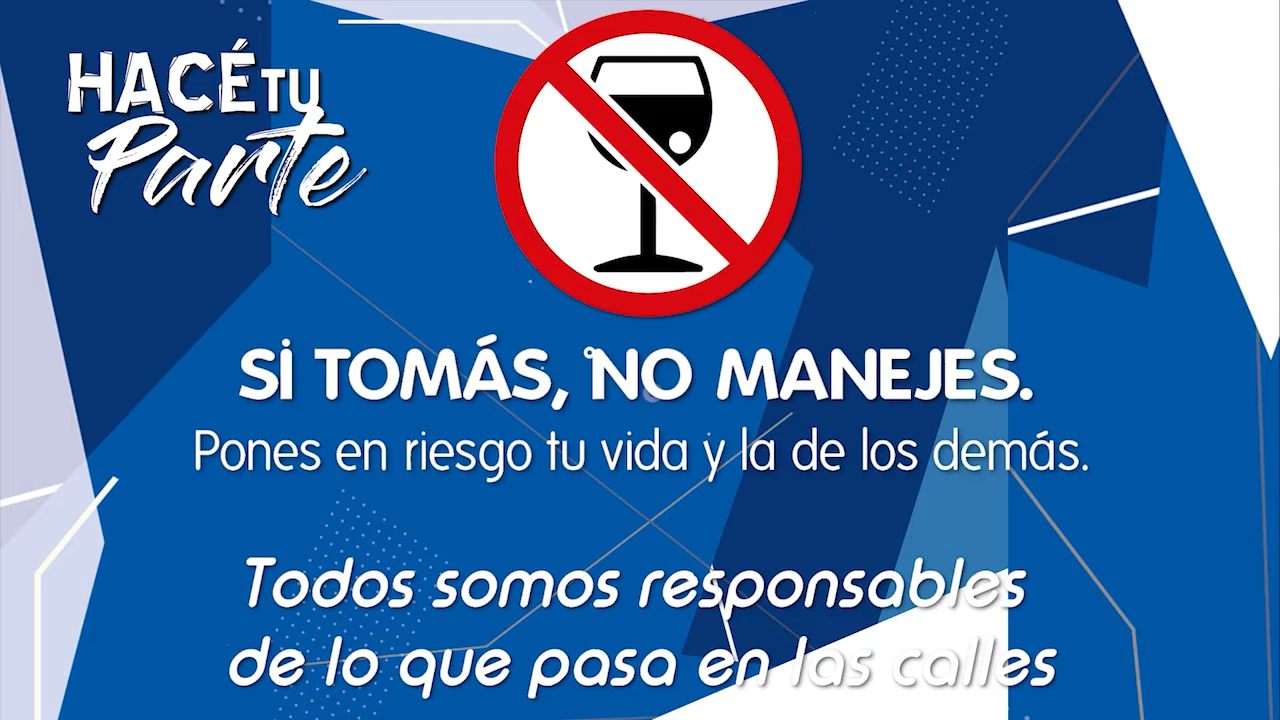 HACÉ TU
Parte
SI TOMÁS, NO MANEJES.
Pones en riesgo tu vida y la de los demás.
Todos somos responsables
de lo que pasa en las calles